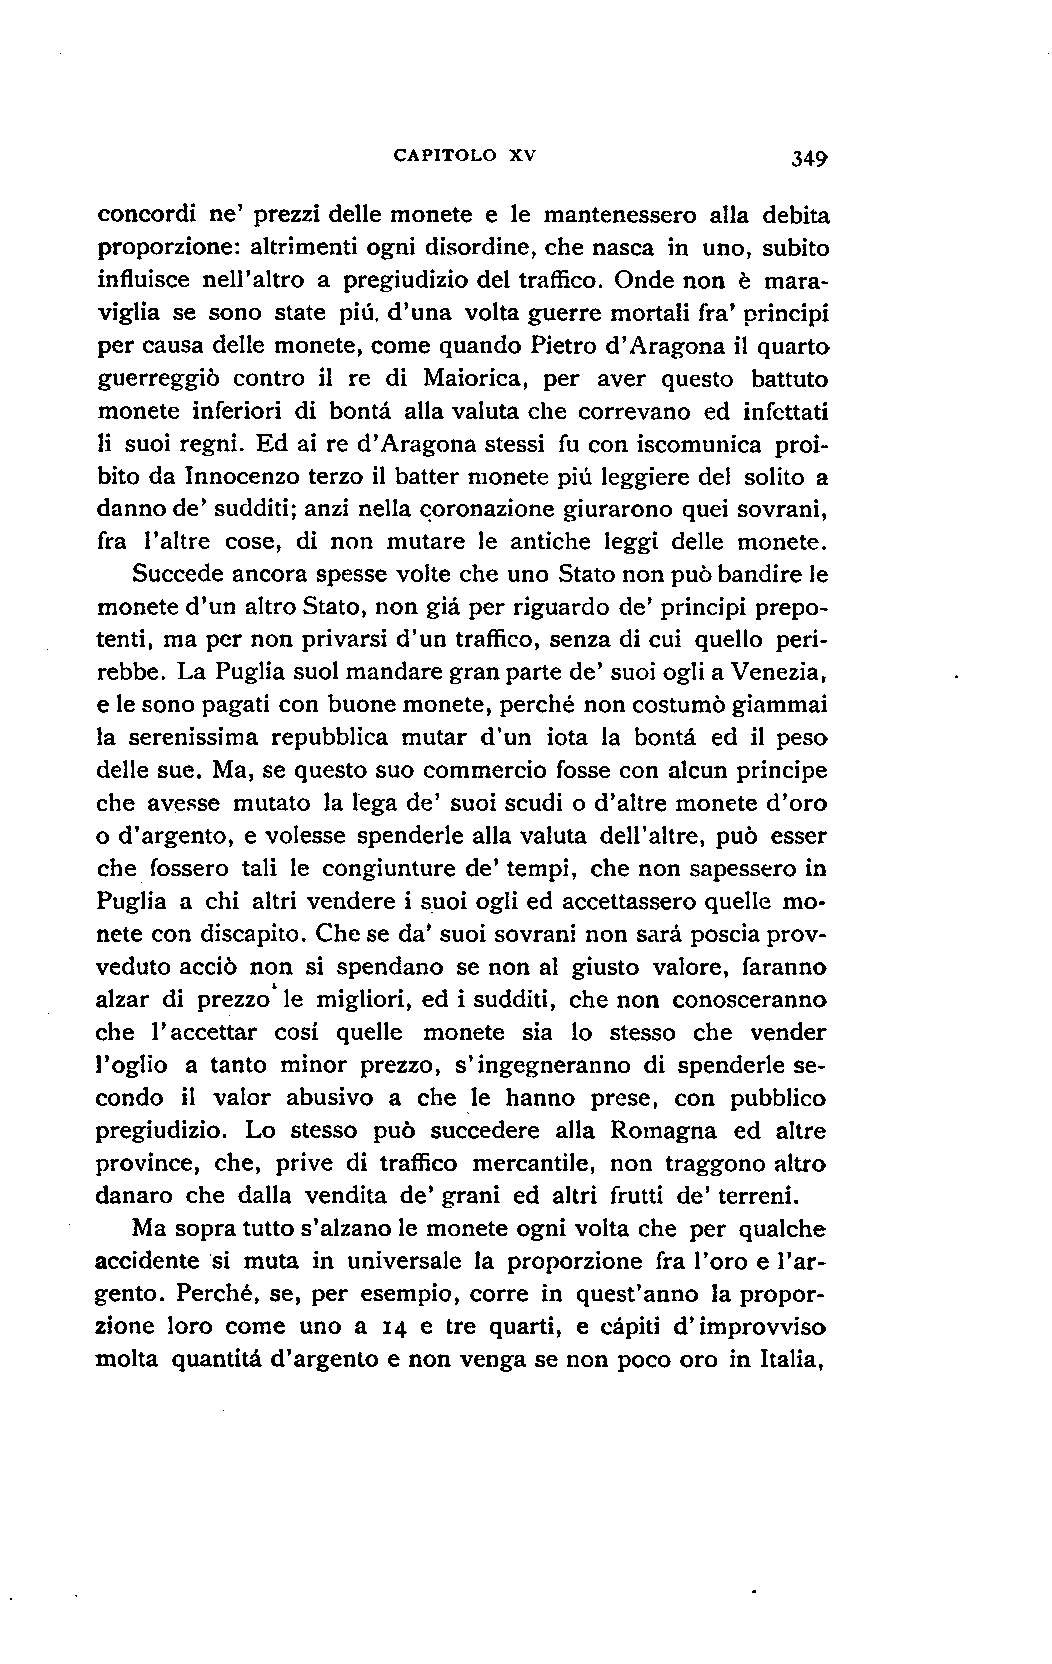 CAPITOLO XV 349
concordi ne' prezzi delle monete e le mantenessero alla debita
proporzione: altrimenti ogni disordine, che nasca in uno, subito
influisce nell'altro a pregiudizio del traffico. Onde non è mara-
viglia se sono state piú d'una volta guerre mortali fra' principi
per causa delle monete, come quando Pietro d'Aragona il quarto
guerreggiò contro il re di Maiorica, per aver questo battuto
monete inferiori di bontá alla valuta che correvano ed infettati
li suoi regni. Ed ai re d'Aragona stessi fu con iscomunica proi-
bito da Innocenzo terzo il batter monete piú leggiere del solito a
danno de' sudditi; anzi nella coronazione giurarono quei sovrani,
fra l'altre cose, di non mutare le antiche leggi delle monete.
Succede ancora spesse volte che uno Stato non può bandire le
monete d'un altro Stato, non giá per riguardo de' principi prepo-
tenti, ma per non privarsi d'un traffico, senza di cui quello peri-
rebbe. La Puglia suol mandare gran parte de' suoi ogli a Venezia,
e le sono pagati con buone monete, perché non costumò giammai
la serenissima repubblica mutar d'un iota la bontá ed il peso
delle sue. Ma, se questo suo commercio fosse con alcun principe
che avesse mutato la lega de' suoi scudi o d'altre monete d'oro
o d'argento, e volesse spenderle alla valuta dell'altre, può esser
che fossero tali le congiunture de' tempi, che non sapessero in
Puglia a chi altri vendere i suoi ogli ed accettassero quelle mo-
nete con discapito. Che se da' suoi sovrani non sará poscia prov-
veduto acciò non si spendano se non al giusto valore, faranno
alzar di prezzo le migliori, ed i sudditi, che non conosceranno
che l'accettar cosí quelle monete sia lo stesso che vender
l'oglio a tanto minor prezzo, s'ingegneranno di spenderle se-
condo il valor abusivo a che le hanno prese, con pubblico
pregiudizio. Lo stesso può succedere alla Romagna ed altre
province, che, prive di traffico mercantile, non traggono altro
danaro che dalla vendita de' grani ed altri frutti de' terreni.
Ma sopra tutto s'alzano le monete ogni volta che per qualche
accidente si muta in universale la proporzione fra l'oro e l'ar-
gento. Perché, se, per esempio, corre in quest'anno la propor-
zione loro come uno a 14 e tre quarti, e cápiti d'improvviso
molta quantitá d'argento e non venga se non poco oro in Italia,